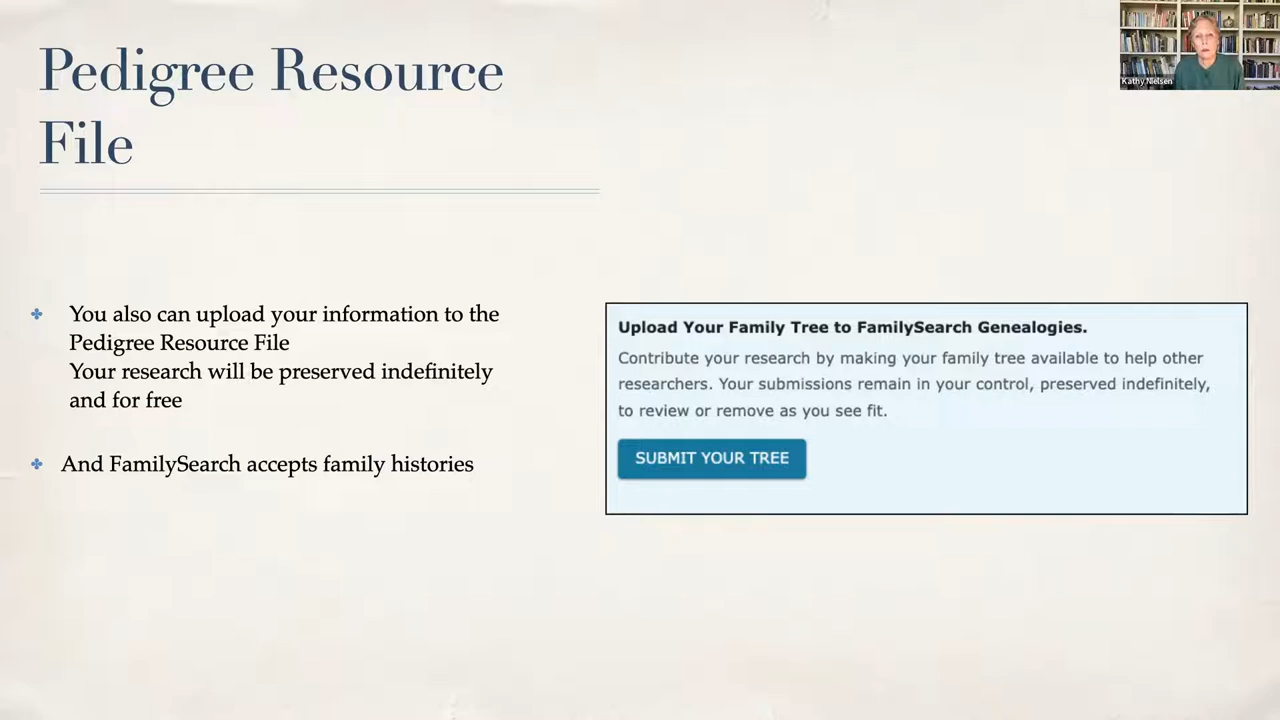 Pedigree Resource
File
Kathy Nielsen
You also can upload your information to the
Pedigree Resource File
Your research will be preserved indefinitely
and for free
And FamilySearch accepts family histories
Upload Your Family Tree to FamilySearch Genealogies.
Contribute your research by making your family tree available to help other
researchers. Your submissions remain in your control, preserved indefinitely,
to review or remove as you see fit.
SUBMIT YOUR TREE